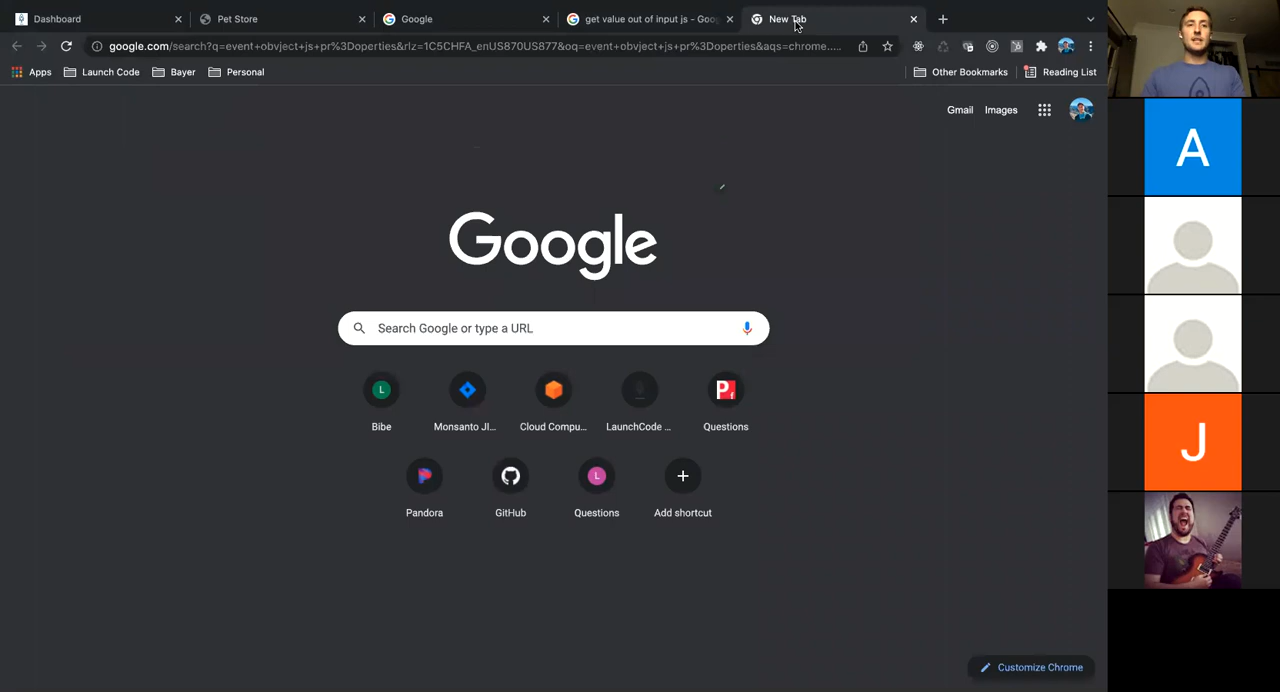 Dashboard
Pet Store
Google
get value out of input js - Goo
New Tab
google.com/search?q=event+obvject+js+pr%3Doperties&rlz=1C5CHFA_enUS870US877&oq=event+obvject+js+pr%3Doperties&aqs=chrome....
Apps
Launch Code
Bayer
Personal
Other Bookmarks
Reading List
Gmail
Images
Google
Search Google or type a URL
L
Bibe
Monsanto JI...
Cloud Compu...
LaunchCode ...
Questions
Pandora
GitHub
L
Questions
Add shortcut
Customize Chrome
A
J